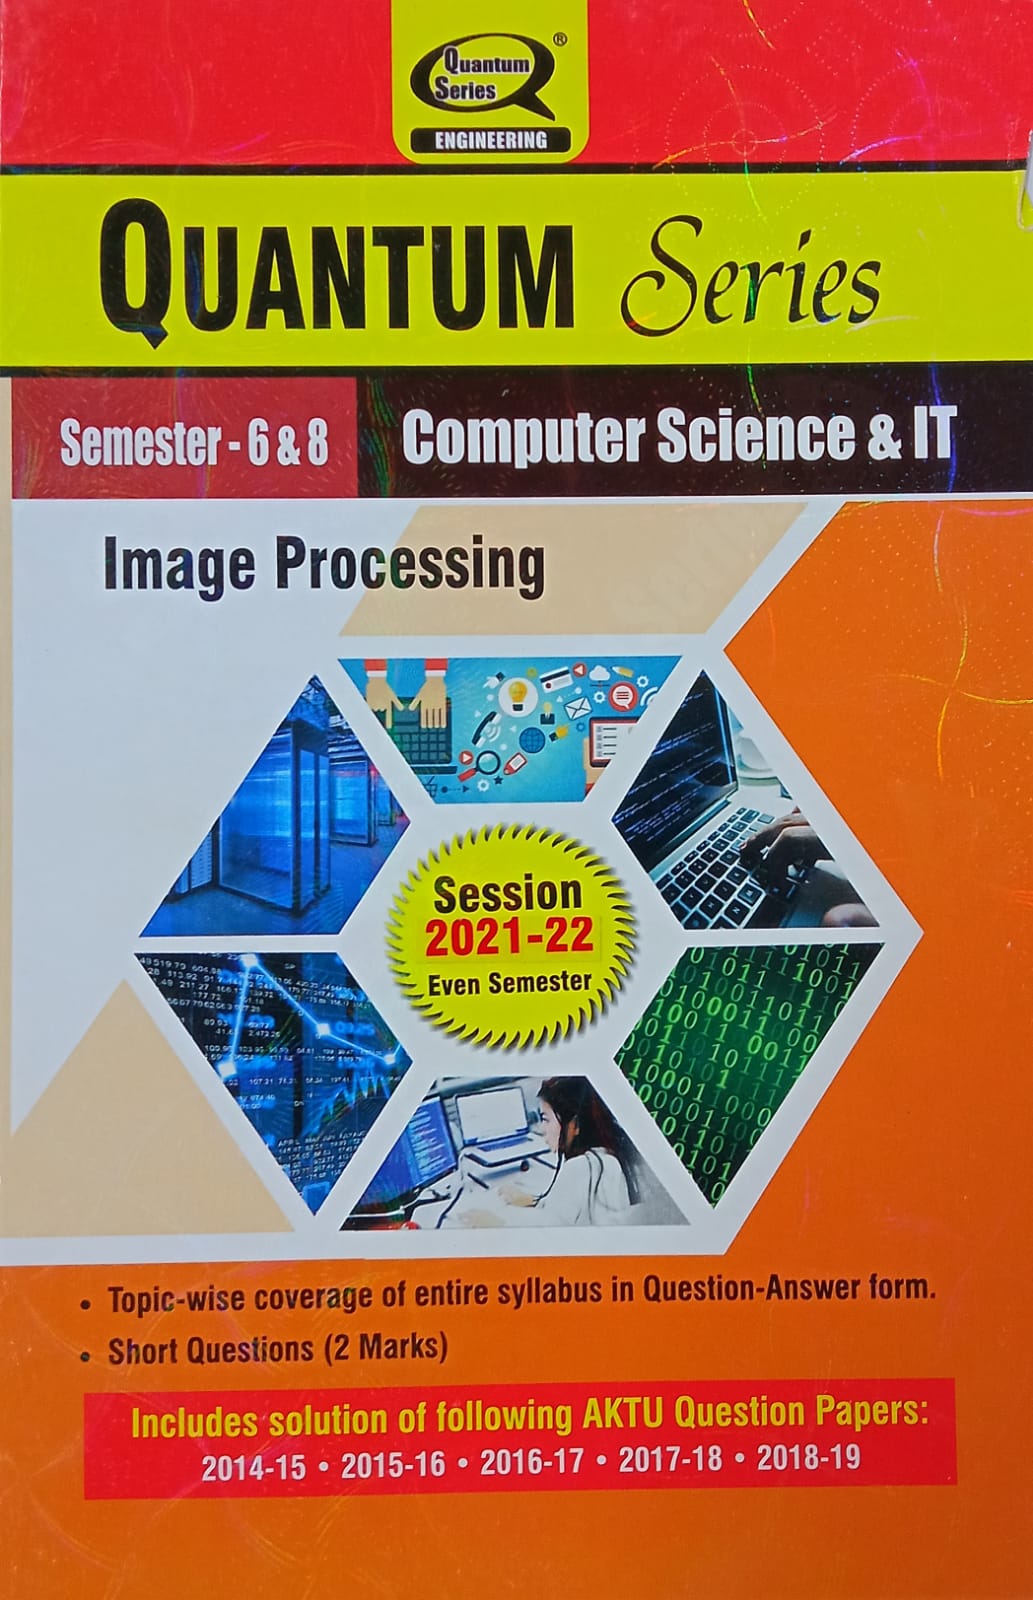 Quantum
Series
®
ENGINEERING
QUANTUM Series
Semester - 6 & 8
Computer Science & IT
Image Processing
Session
2021-22
Even Semester
• Topic-wise coverage of entire syllabus in Question-Answer form.
• Short Questions (2 Marks)
Includes solution of following AKTU Question Papers:
2014-15 • 2015-16 • 2016-17 • 2017-18 • 2018-19